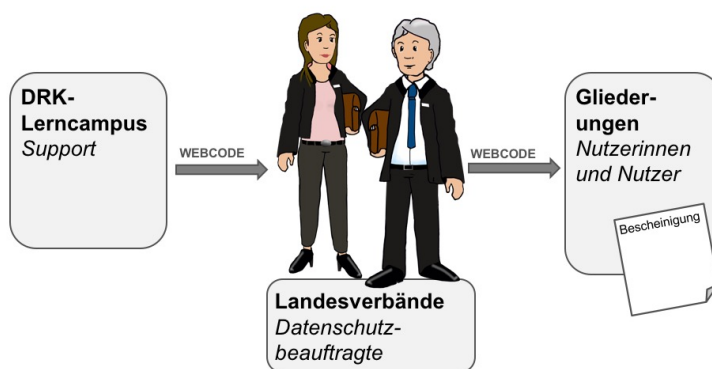 DRK-
Lerncampus
Support
WEBCODE
Landesverbände
Datenschutz-
beauftragte
WEBCODE
Glieder-
ungen
Nutzerinnen
und Nutzer
Bescheinigung